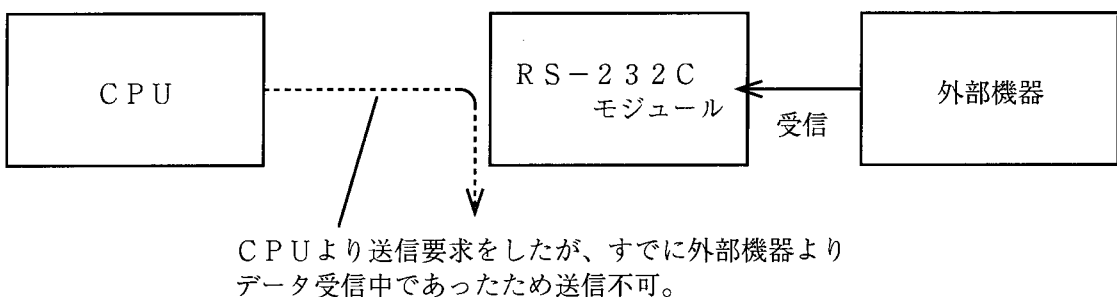 CPU
RS-232C
モジュール
受信
外部機器
CPUより送信要求をしたが、すでに外部機器より
データ受信中であったため送信不可。